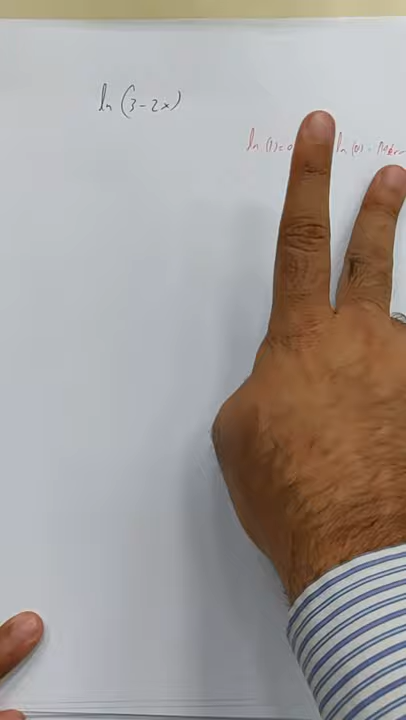 ln (3-2x)
ln (1)=0 ln (0)